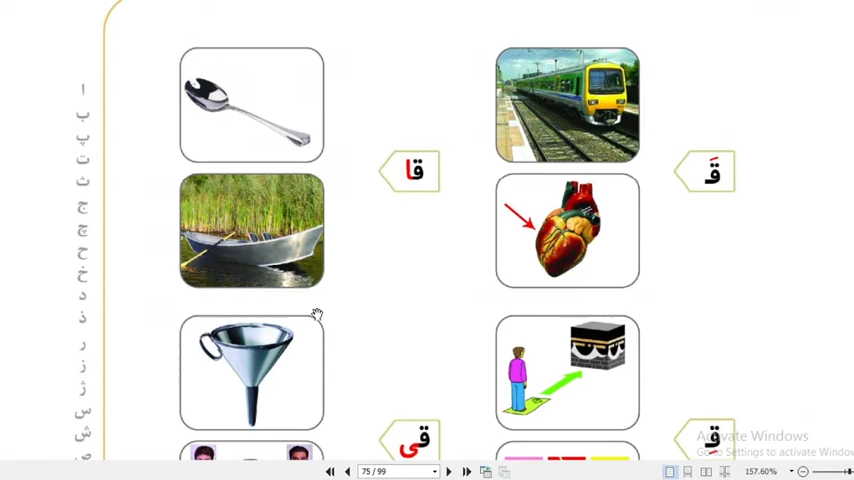 ا
ب
پ
ت
ث
ج
چ
ح
خ
د
ذ
ر
ز
ژ
س
ش
قَ
قا
قِ
قی
Activate Windows
Go to Settings to activate Windows
75 / 99
157.60%